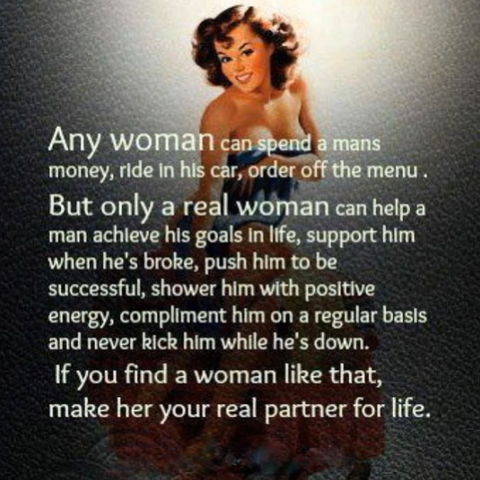 Any woman can spend a mans
money, ride in his car, order off the menu .
But only a real woman can help a
man achieve his goals in life, support him
when he's broke, push him to be
successful, shower him with positive
energy, compliment him on a regular basis
and never kick him while he's down.
If you find a woman like that,
make her your real partner for life.